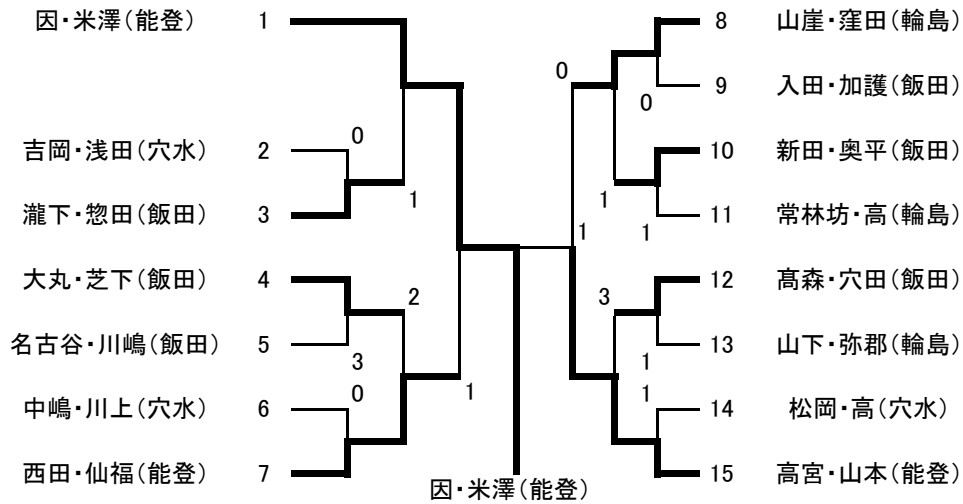 因・米澤(能登) 1
吉岡・浅田(穴水) 2
瀧下・惣田(飯田) 3
大丸・芝下(飯田) 4
名古谷・川嶋(飯田) 5
中嶋・川上(穴水) 6
西田・仙福(能登) 7
0
1
2
3
0
1
因・米澤(能登)
0
0
1
1
1
3
1
1
8 山崖・窪田(輪島)
9 入田・加護(飯田)
10 新田・奥平(飯田)
11 常林坊・高(輪島)
12 髙森・穴田(飯田)
13 山下・弥郡(輪島)
14 松岡・高(穴水)
15 高宮・山本(能登)